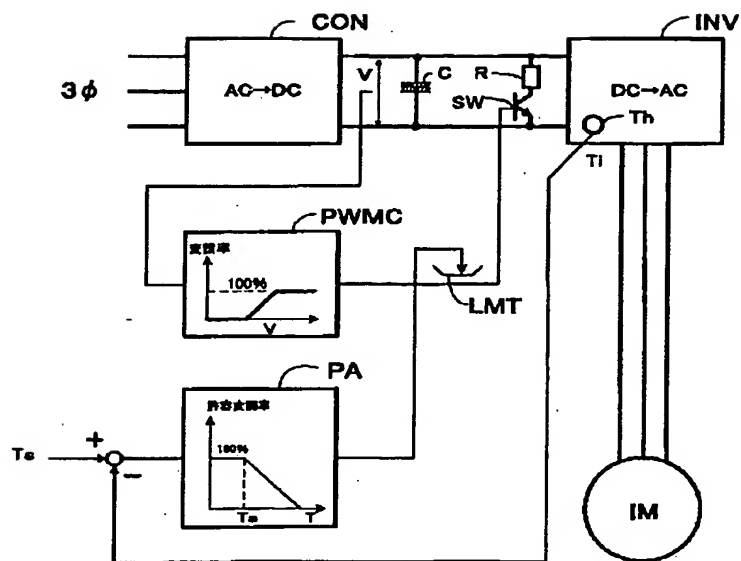 CON
INV
AC→DC
V
C
R
SW
DC→AC
Th
Ti
3φ
PWMC
変調率
100%
V
LMT
PA
許容変調率
100%
Ts
T
Ts
+
−
IM